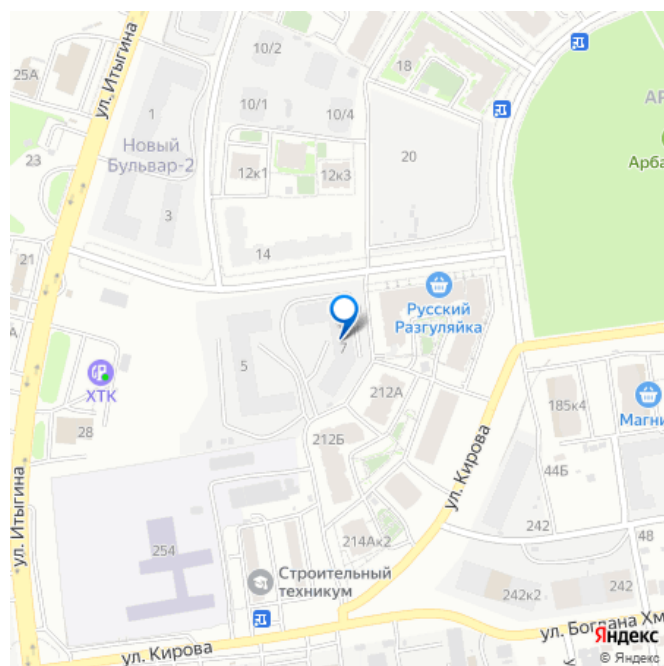 10/2
25А
18
ул. Итыгина
1
10/1
10/4
АР
Новый
Бульвар-2
20
Арба
23
12к1
12к3
3
14
21
Русский
Разгуляйка
А
7
5
ХТК
212А
185к4
Магни
28
212Б
ул. Кирова
44Б
ул. Итыгина
242
254
214Ак2
48
Строительный
техникум
242к2
242
ул. Кирова
ул. Богдана Хм
Яндекс
© Яндекс